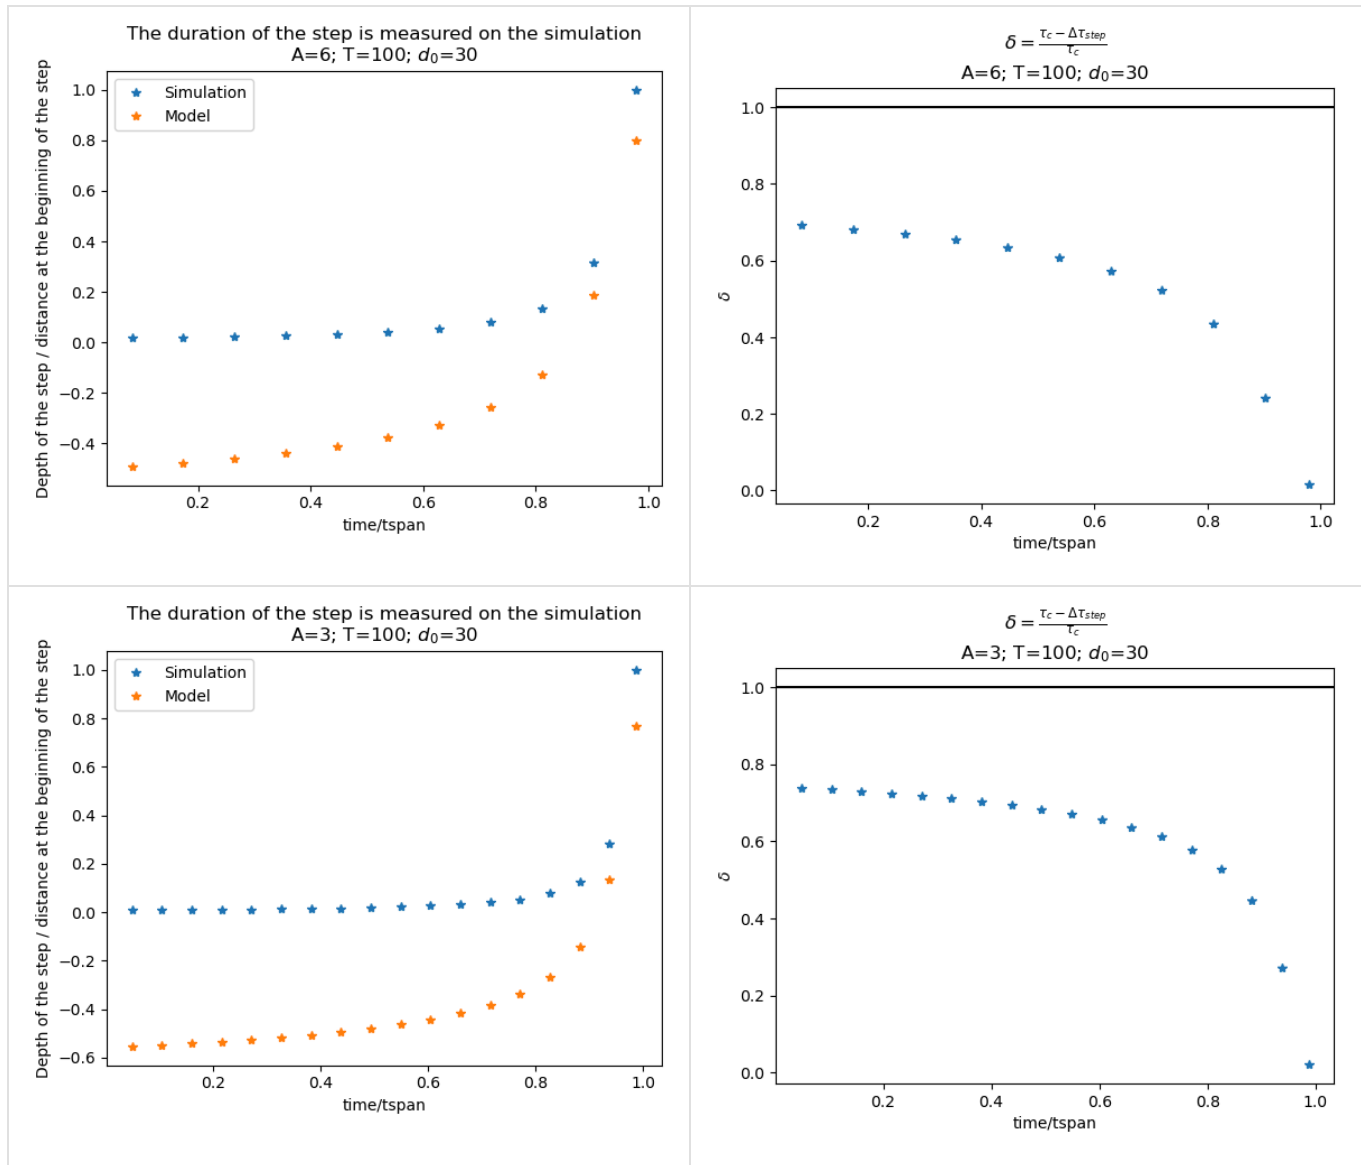 The duration of the step is measured on the simulation
A=6; T=100; d₀=30
Depth of the step / distance at the beginning of the step
Simulation
Model
1.0
0.8
0.6
0.4
0.2
0.0
−0.2
−0.4
0.2 0.4 0.6 0.8 1.0
time/tspan
δ = (τ_c − Δτ_step)/τ_c
A=6; T=100; d₀=30
δ
1.0
0.8
0.6
0.4
0.2
0.0
0.2 0.4 0.6 0.8 1.0
time/tspan
The duration of the step is measured on the simulation
A=3; T=100; d₀=30
Depth of the step / distance at the beginning of the step
Simulation
Model
1.0
0.8
0.6
0.4
0.2
0.0
−0.2
−0.4
−0.6
0.2 0.4 0.6 0.8 1.0
time/tspan
δ = (τ_c − Δτ_step)/τ_c
A=3; T=100; d₀=30
δ
1.0
0.8
0.6
0.4
0.2
0.0
0.2 0.4 0.6 0.8 1.0
time/tspan